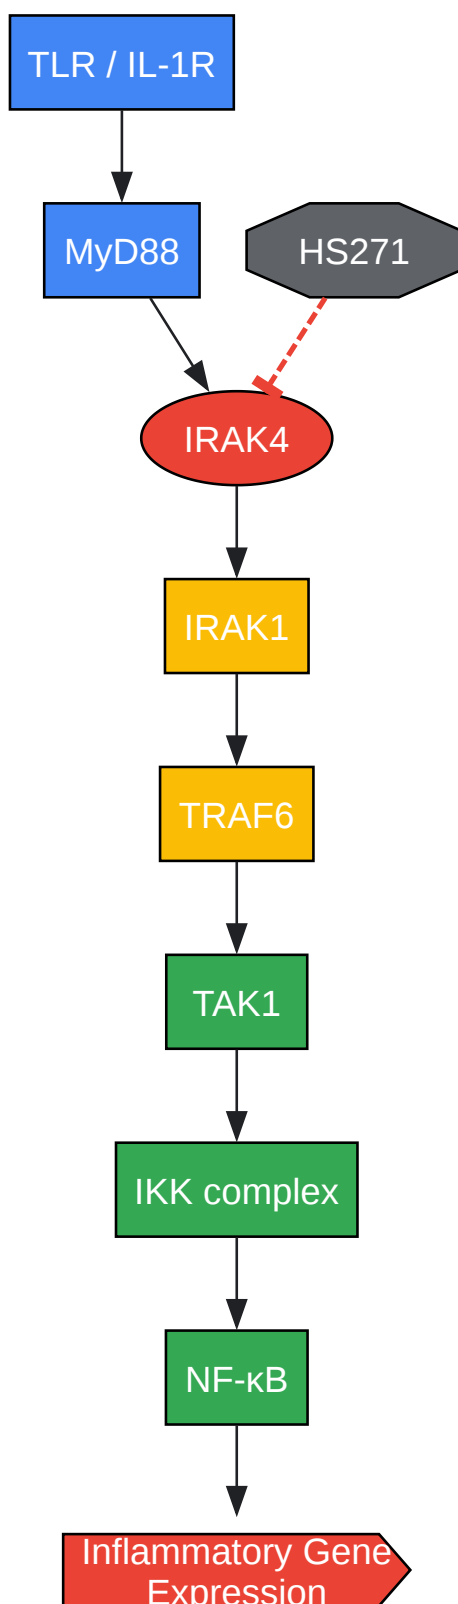 TLR / IL-1R
MyD88
HS271
IRAK4
IRAK1
TRAF6
TAK1
IKK complex
NF-κB
Inflammatory Gene
Expression